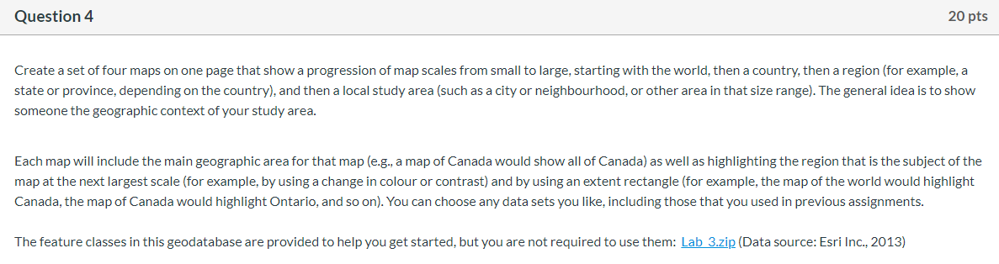 Question 4
20 pts
Create a set of four maps on one page that show a progression of map scales from small to large, starting with the world, then a country, then a region (for example, a
state or province, depending on the country), and then a local study area (such as a city or neighbourhood, or other area in that size range). The general idea is to show
someone the geographic context of your study area.
Each map will include the main geographic area for that map (e.g., a map of Canada would show all of Canada) as well as highlighting the region that is the subject of the
map at the next largest scale (for example, by using a change in colour or contrast) and by using an extent rectangle (for example, the map of the world would highlight
Canada, the map of Canada would highlight Ontario, and so on). You can choose any data sets you like, including those that you used in previous assignments.
The feature classes in this geodatabase are provided to help you get started, but you are not required to use them: Lab_3.zip (Data source: Esri Inc., 2013)